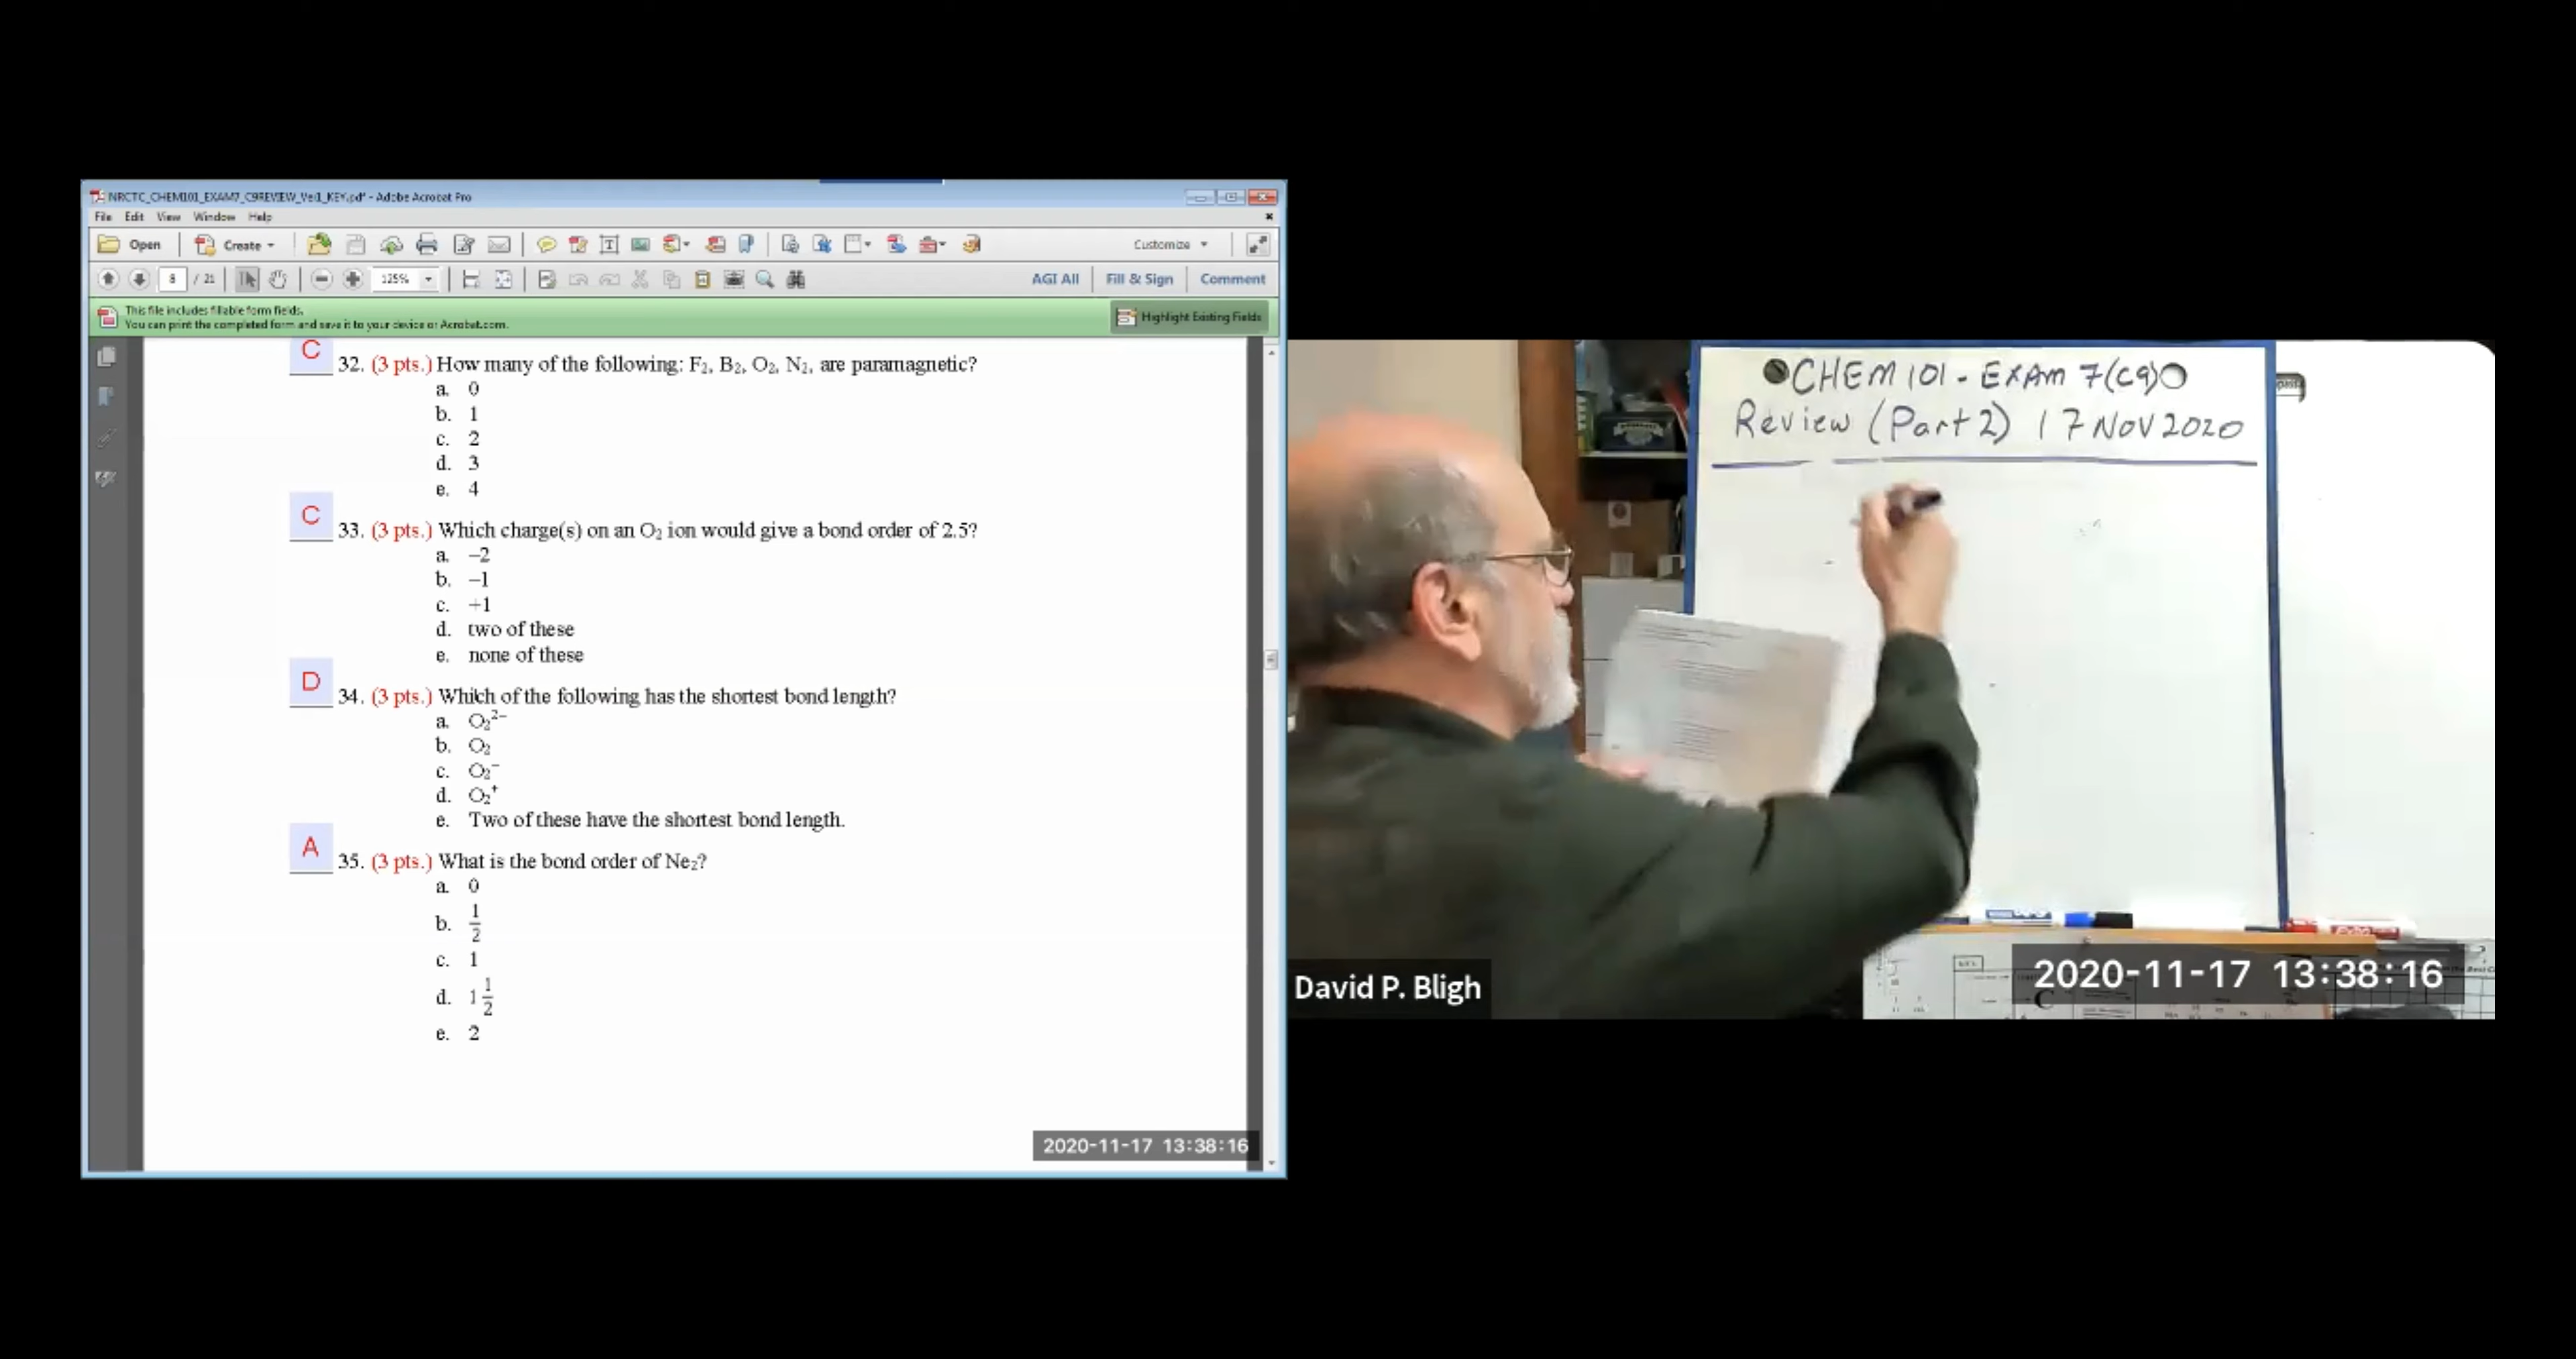 NRCTC_CHEM101_EXAM7_C9REVIEW_Ver1_KEY.pdf* - Adobe Acrobat Pro
File Edit View Window Help
Open Create Customize
8 / 21 125% AGI All Fill & Sign Comment
This file includes fillable form fields.
You can print the completed form and save it to your device or Acrobat.com.
Highlight Existing Fields
C 32. (3 pts.) How many of the following: F₂, B₂, O₂, N₂, are paramagnetic?
a. 0
b. 1
c. 2
d. 3
e. 4
C 33. (3 pts.) Which charge(s) on an O₂ ion would give a bond order of 2.5?
a. –2
b. –1
c. +1
d. two of these
e. none of these
D 34. (3 pts.) Which of the following has the shortest bond length?
a. O₂²⁻
b. O₂
c. O₂⁻
d. O₂⁺
e. Two of these have the shortest bond length.
A 35. (3 pts.) What is the bond order of Ne₂?
a. 0
b. 1/2
c. 1
d. 1 1/2
e. 2
2020-11-17 13:38:16
CHEM 101 - EXAM 7(C9)
Review (Part 2) 17 NOV 2020
David P. Bligh
2020-11-17 13:38:16